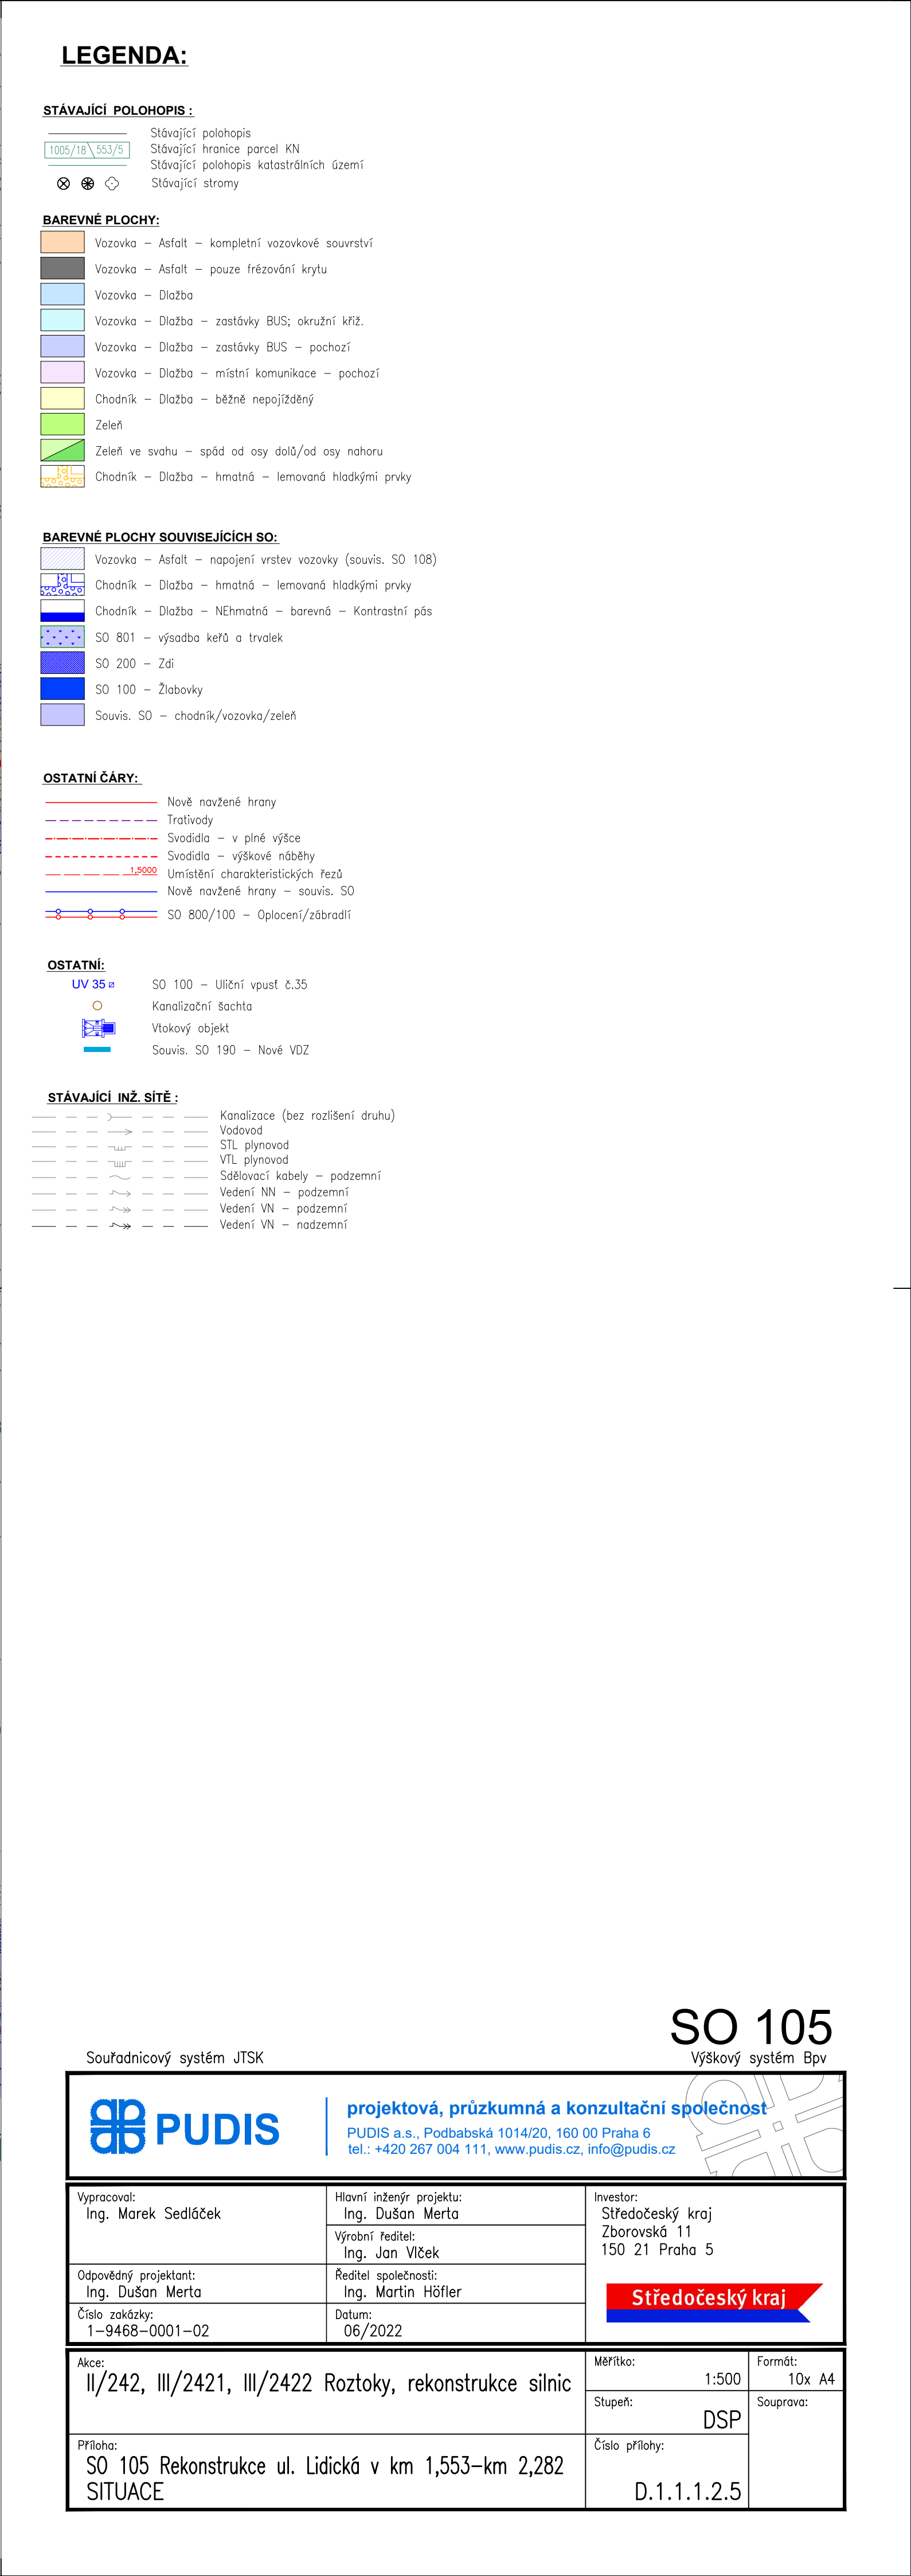 LEGENDA:
STÁVAJÍCÍ POLOHOPIS :
Stávající polohopis
1005/18 553/5 Stávající hranice parcel KN
Stávající polohopis katastrálních území
Stávající stromy
BAREVNÉ PLOCHY:
Vozovka – Asfalt – kompletní vozovkové souvrství
Vozovka – Asfalt – pouze frézování krytu
Vozovka – Dlažba
Vozovka – Dlažba – zastávky BUS; okružní křiž.
Vozovka – Dlažba – zastávky BUS – pochozí
Vozovka – Dlažba – místní komunikace – pochozí
Chodník – Dlažba – běžně nepojížděný
Zeleň
Zeleň ve svahu – spád od osy dolů/od osy nahoru
Chodník – Dlažba – hmatná – lemovaná hladkými prvky
BAREVNÉ PLOCHY SOUVISEJÍCÍCH SO:
Vozovka – Asfalt – napojení vrstev vozovky (souvis. SO 108)
Chodník – Dlažba – hmatná – lemovaná hladkými prvky
Chodník – Dlažba – NEhmatná – barevná – Kontrastní pás
SO 801 – výsadba keřů a trvalek
SO 200 – Zdi
SO 100 – Žlabovky
Souvis. SO – chodník/vozovka/zeleň
OSTATNÍ ČÁRY:
Nově navžené hrany
Trativody
Svodidla – v plné výšce
Svodidla – výškové náběhy
1,5000 Umístění charakteristických řezů
Nově navžené hrany – souvis. SO
SO 800/100 – Oplocení/zábradlí
OSTATNÍ:
UV 35 SO 100 – Uliční vpusť č.35
Kanalizační šachta
Vtokový objekt
Souvis. SO 190 – Nové VDZ
STÁVAJÍCÍ INŽ. SÍTĚ :
Kanalizace (bez rozlišení druhu)
Vodovod
STL plynovod
VTL plynovod
Sdělovací kabely – podzemní
Vedení NN – podzemní
Vedení VN – podzemní
Vedení VN – nadzemní
SO 105
Souřadnicový systém JTSK
Výškový systém Bpv
PUDIS
projektová, průzkumná a konzultační společnost
PUDIS a.s., Podbabská 1014/20, 160 00 Praha 6
tel.: +420 267 004 111, www.pudis.cz, info@pudis.cz
Vypracoval:
Ing. Marek Sedláček
Hlavní inženýr projektu:
Ing. Dušan Merta
Výrobní ředitel:
Ing. Jan Vlček
Investor:
Středočeský kraj
Zborovská 11
150 21 Praha 5
Odpovědný projektant:
Ing. Dušan Merta
Ředitel společnosti:
Ing. Martin Höfler
Středočeský kraj
Číslo zakázky:
1-9468-0001-02
Datum:
06/2022
Akce:
II/242, III/2421, III/2422 Roztoky, rekonstrukce silnic
Měřítko:
1:500
Formát:
10x A4
Stupeň:
DSP
Souprava:
Příloha:
SO 105 Rekonstrukce ul. Lidická v km 1,553–km 2,282
SITUACE
Číslo přílohy:
D.1.1.1.2.5